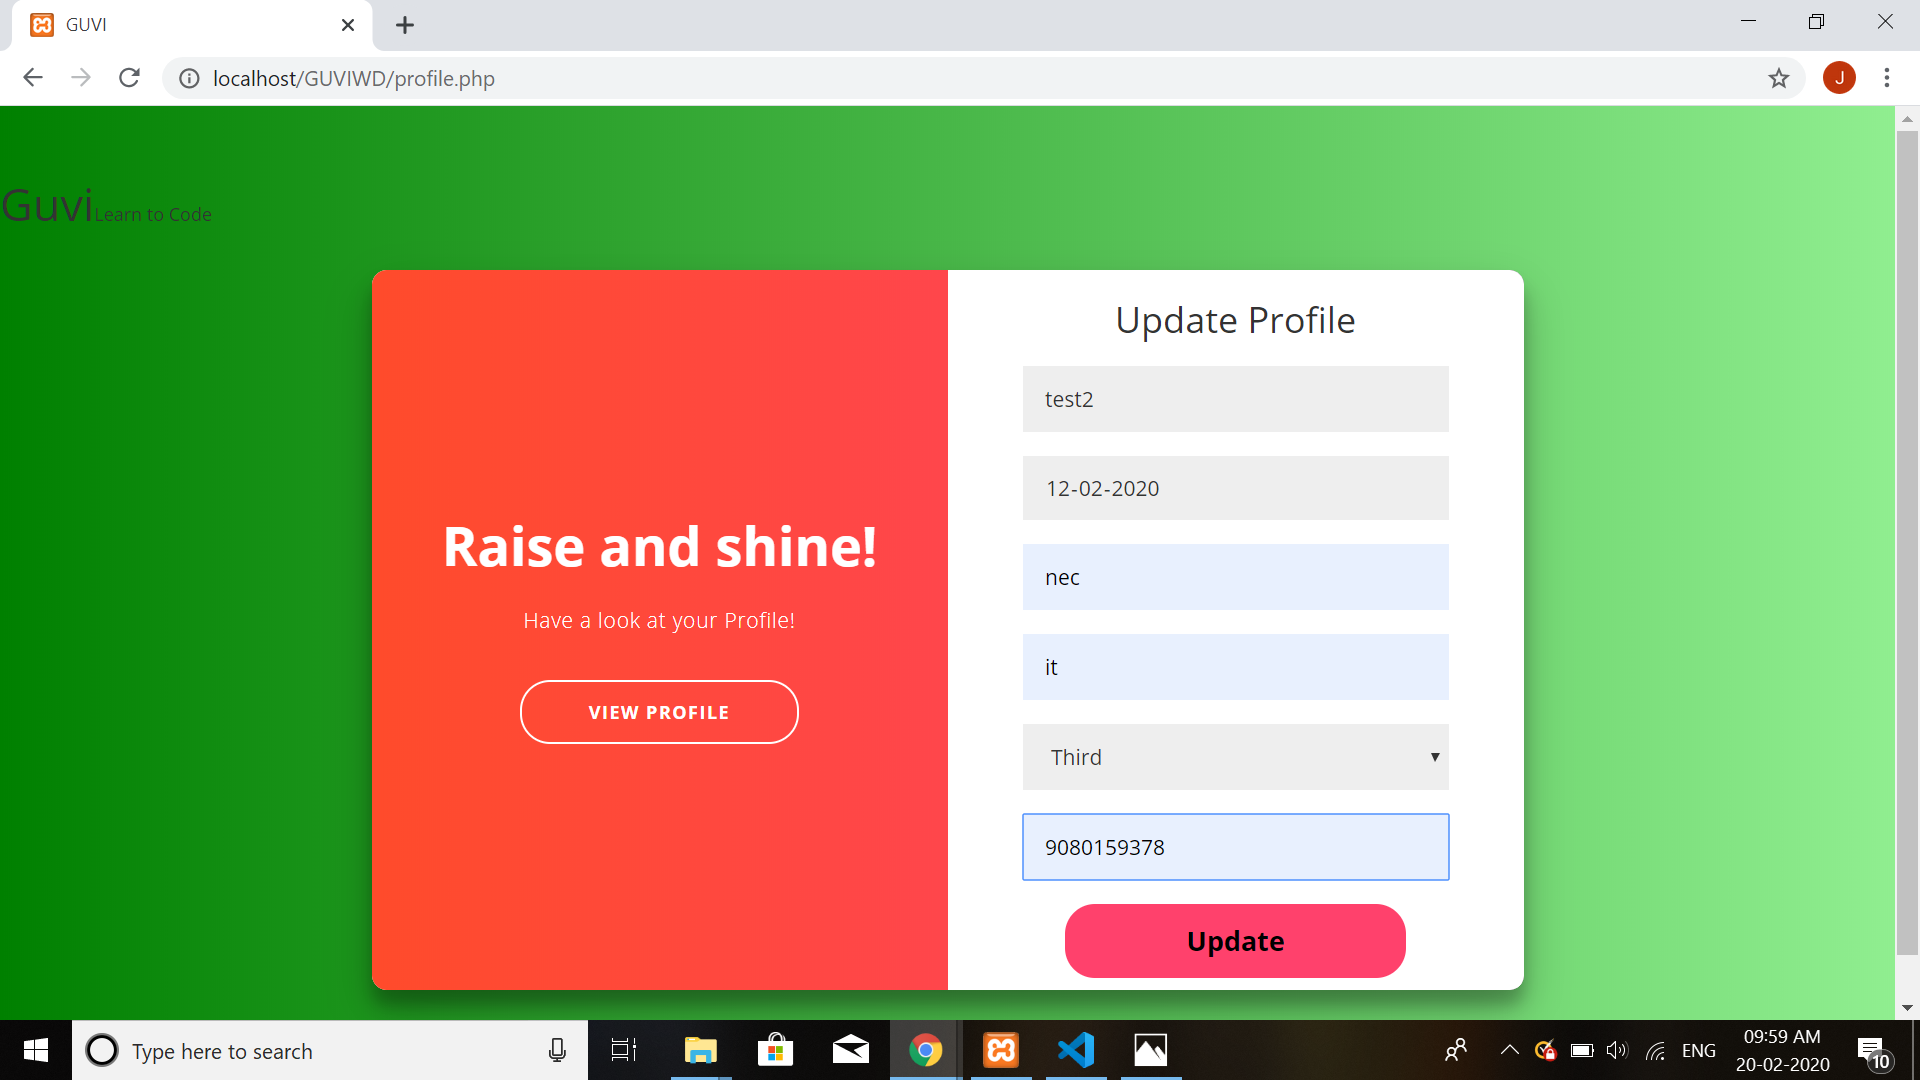 GUVI
localhost/GUVIWD/profile.php
J
GuviLearn to Code
Update Profile
test2
12-02-2020
nec
it
Third
9080159378
Update
Raise and shine!
Have a look at your Profile!
VIEW PROFILE
Type here to search
ENG
09:59 AM
20-02-2020
10